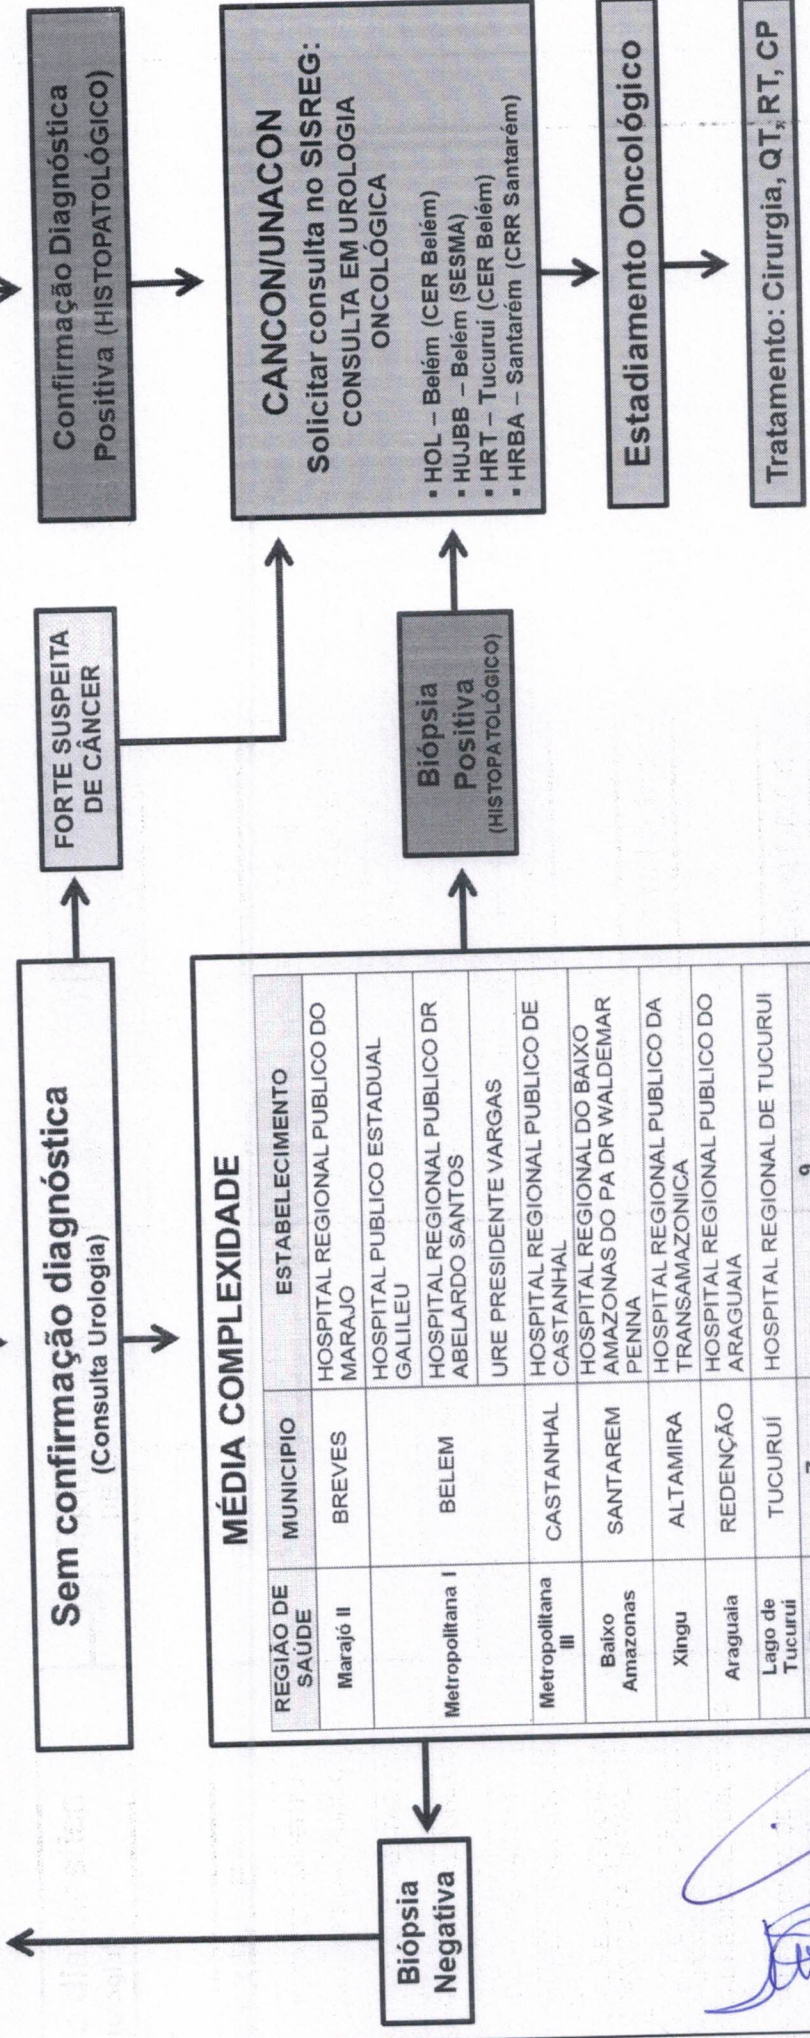 Sem confirmação diagnóstica
(Consulta Urologia)
FORTE SUSPEITA
DE CÂNCER
Confirmação Diagnóstica
Positiva (HISTOPATOLÓGICO)
Biópsia
Negativa
MÉDIA COMPLEXIDADE
REGIÃO DE
SAÚDE
MUNICIPIO
ESTABELECIMENTO
Marajó II
BREVES
HOSPITAL REGIONAL PUBLICO DO
MARAJO
Metropolitana I
BELEM
HOSPITAL PUBLICO ESTADUAL
GALILEU
HOSPITAL REGIONAL PUBLICO DR
ABELARDO SANTOS
URE PRESIDENTE VARGAS
Metropolitana
III
CASTANHAL
HOSPITAL REGIONAL PUBLICO DE
CASTANHAL
Baixo
Amazonas
SANTAREM
HOSPITAL REGIONAL DO BAIXO
AMAZONAS DO PA DR WALDEMAR
PENNA
Xingu
ALTAMIRA
HOSPITAL REGIONAL PUBLICO DA
TRANSAMAZONICA
Araguaia
REDENÇÃO
HOSPITAL REGIONAL PUBLICO DO
ARAGUAIA
Lago de
Tucuruí
TUCURUÍ
HOSPITAL REGIONAL DE TUCURUI
Biópsia
Positiva
(HISTOPATOLÓGICO)
CANCON/UNACON
Solicitar consulta no SISREG:
CONSULTA EM UROLOGIA
ONCOLÓGICA
▪ HOL – Belém (CER Belém)
▪ HUJBB – Belém (SESMA)
▪ HRT – Tucuruí (CER Belém)
▪ HRBA – Santarém (CRR Santarém)
Estadiamento Oncológico
Tratamento: Cirurgia, QT, RT, CP